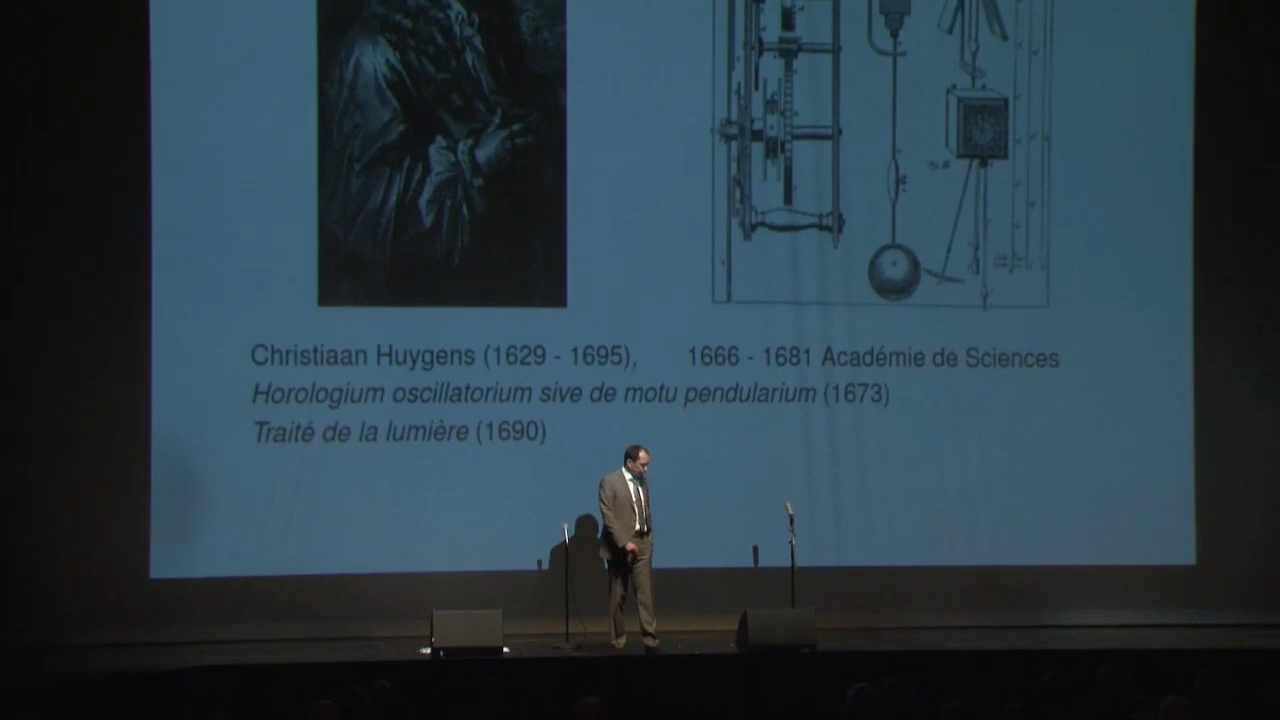 Christiaan Huygens (1629 - 1695), 1666 - 1681 Académie de Sciences
Horologium oscillatorium sive de motu pendularium (1673)
Traité de la lumière (1690)